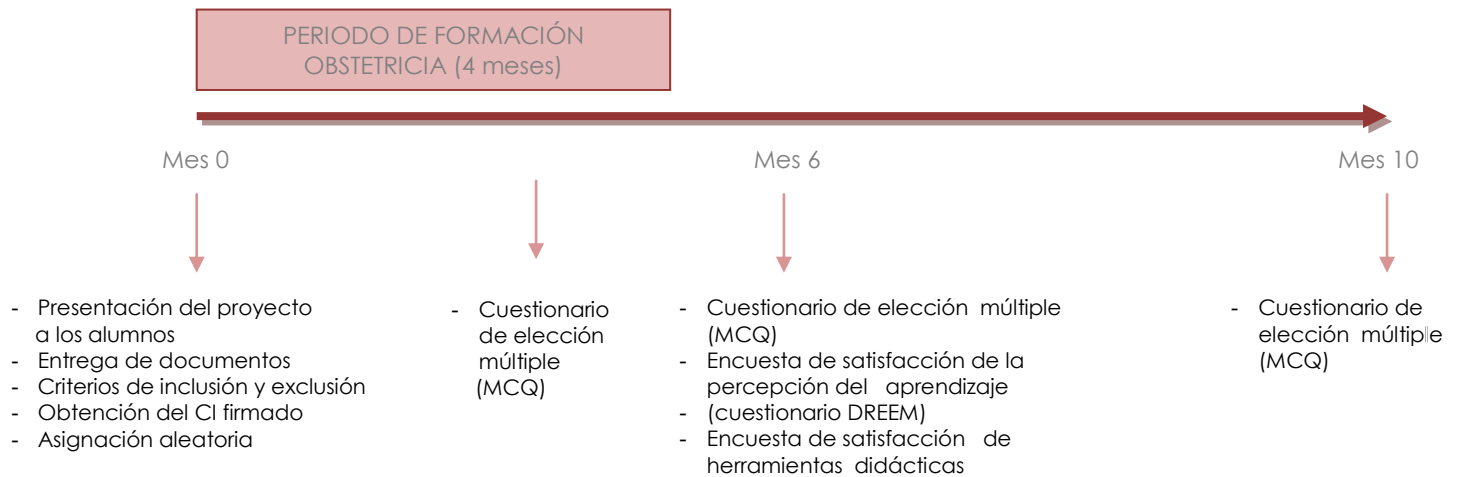 PERIODO DE FORMACIÓN
OBSTETRICIA (4 meses)
Mes 0
Mes 6
Mes 10
- Presentación del proyecto
a los alumnos
- Entrega de documentos
- Criterios de inclusión y exclusión
- Obtención del CI firmado
- Asignación aleatoria
- Cuestionario
de elección
múltiple
(MCQ)
- Cuestionario de elección múltiple
(MCQ)
- Encuesta de satisfacción de la
percepción del aprendizaje
- (cuestionario DREEM)
- Encuesta de satisfacción de
herramientas didácticas
- Cuestionario de
elección múltiple
(MCQ)